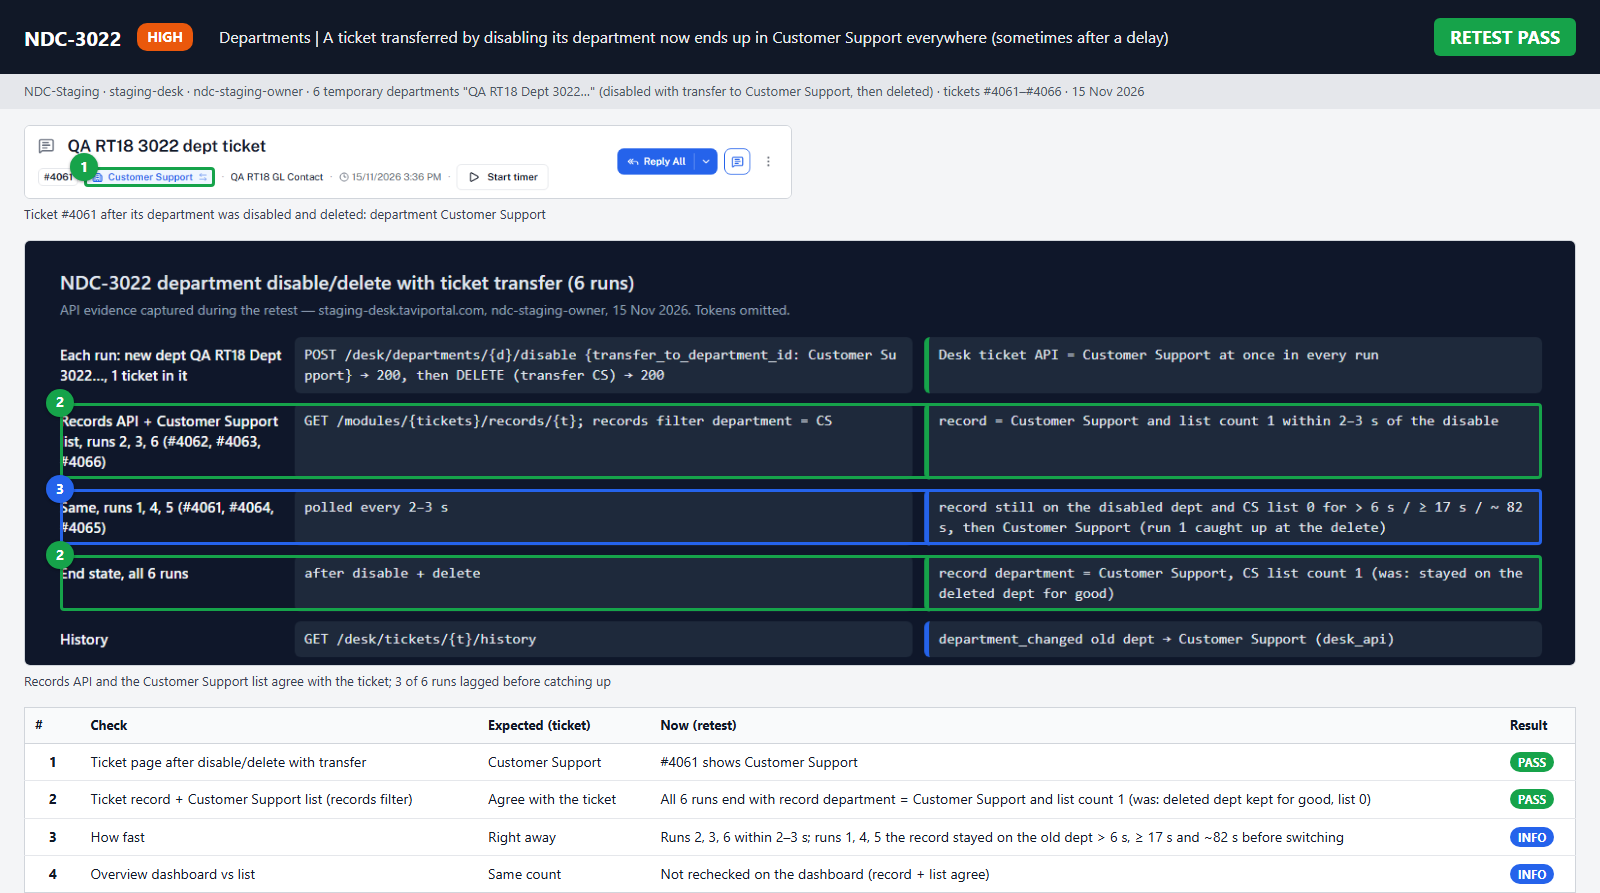 NDC-3022 HIGH Departments | A ticket transferred by disabling its department now ends up in Customer Support everywhere (sometimes after a delay) RETEST PASS
NDC-Staging · staging-desk · ndc-staging-owner · 6 temporary departments "QA RT18 Dept 3022..." (disabled with transfer to Customer Support, then deleted) · tickets #4061–#4066 · 15 Nov 2026
QA RT18 3022 dept ticket
1
#4061 Customer Support · QA RT18 GL Contact · 15/11/2026 3:36 PM · Start timer
Reply All
Ticket #4061 after its department was disabled and deleted: department Customer Support
NDC-3022 department disable/delete with ticket transfer (6 runs)
API evidence captured during the retest — staging-desk.taviportal.com, ndc-staging-owner, 15 Nov 2026. Tokens omitted.
Each run: new dept QA RT18 Dept
3022..., 1 ticket in it
POST /desk/departments/{d}/disable {transfer_to_department_id: Customer Su
pport} → 200, then DELETE (transfer CS) → 200
Desk ticket API = Customer Support at once in every run
2
Records API + Customer Support
list, runs 2, 3, 6 (#4062, #4063,
#4066)
GET /modules/{tickets}/records/{t}; records filter department = CS
record = Customer Support and list count 1 within 2–3 s of the disable
3
Same, runs 1, 4, 5 (#4061, #4064,
#4065)
polled every 2–3 s
record still on the disabled dept and CS list 0 for > 6 s / ≥ 17 s / ~ 82
s, then Customer Support (run 1 caught up at the delete)
2
End state, all 6 runs
after disable + delete
record department = Customer Support, CS list count 1 (was: stayed on the
deleted dept for good)
History
GET /desk/tickets/{t}/history
department_changed old dept → Customer Support (desk_api)
Records API and the Customer Support list agree with the ticket; 3 of 6 runs lagged before catching up
# Check Expected (ticket) Now (retest) Result
1 Ticket page after disable/delete with transfer Customer Support #4061 shows Customer Support PASS
2 Ticket record + Customer Support list (records filter) Agree with the ticket All 6 runs end with record department = Customer Support and list count 1 (was: deleted dept kept for good, list 0) PASS
3 How fast Right away Runs 2, 3, 6 within 2–3 s; runs 1, 4, 5 the record stayed on the old dept > 6 s, ≥ 17 s and ~82 s before switching INFO
4 Overview dashboard vs list Same count Not rechecked on the dashboard (record + list agree) INFO